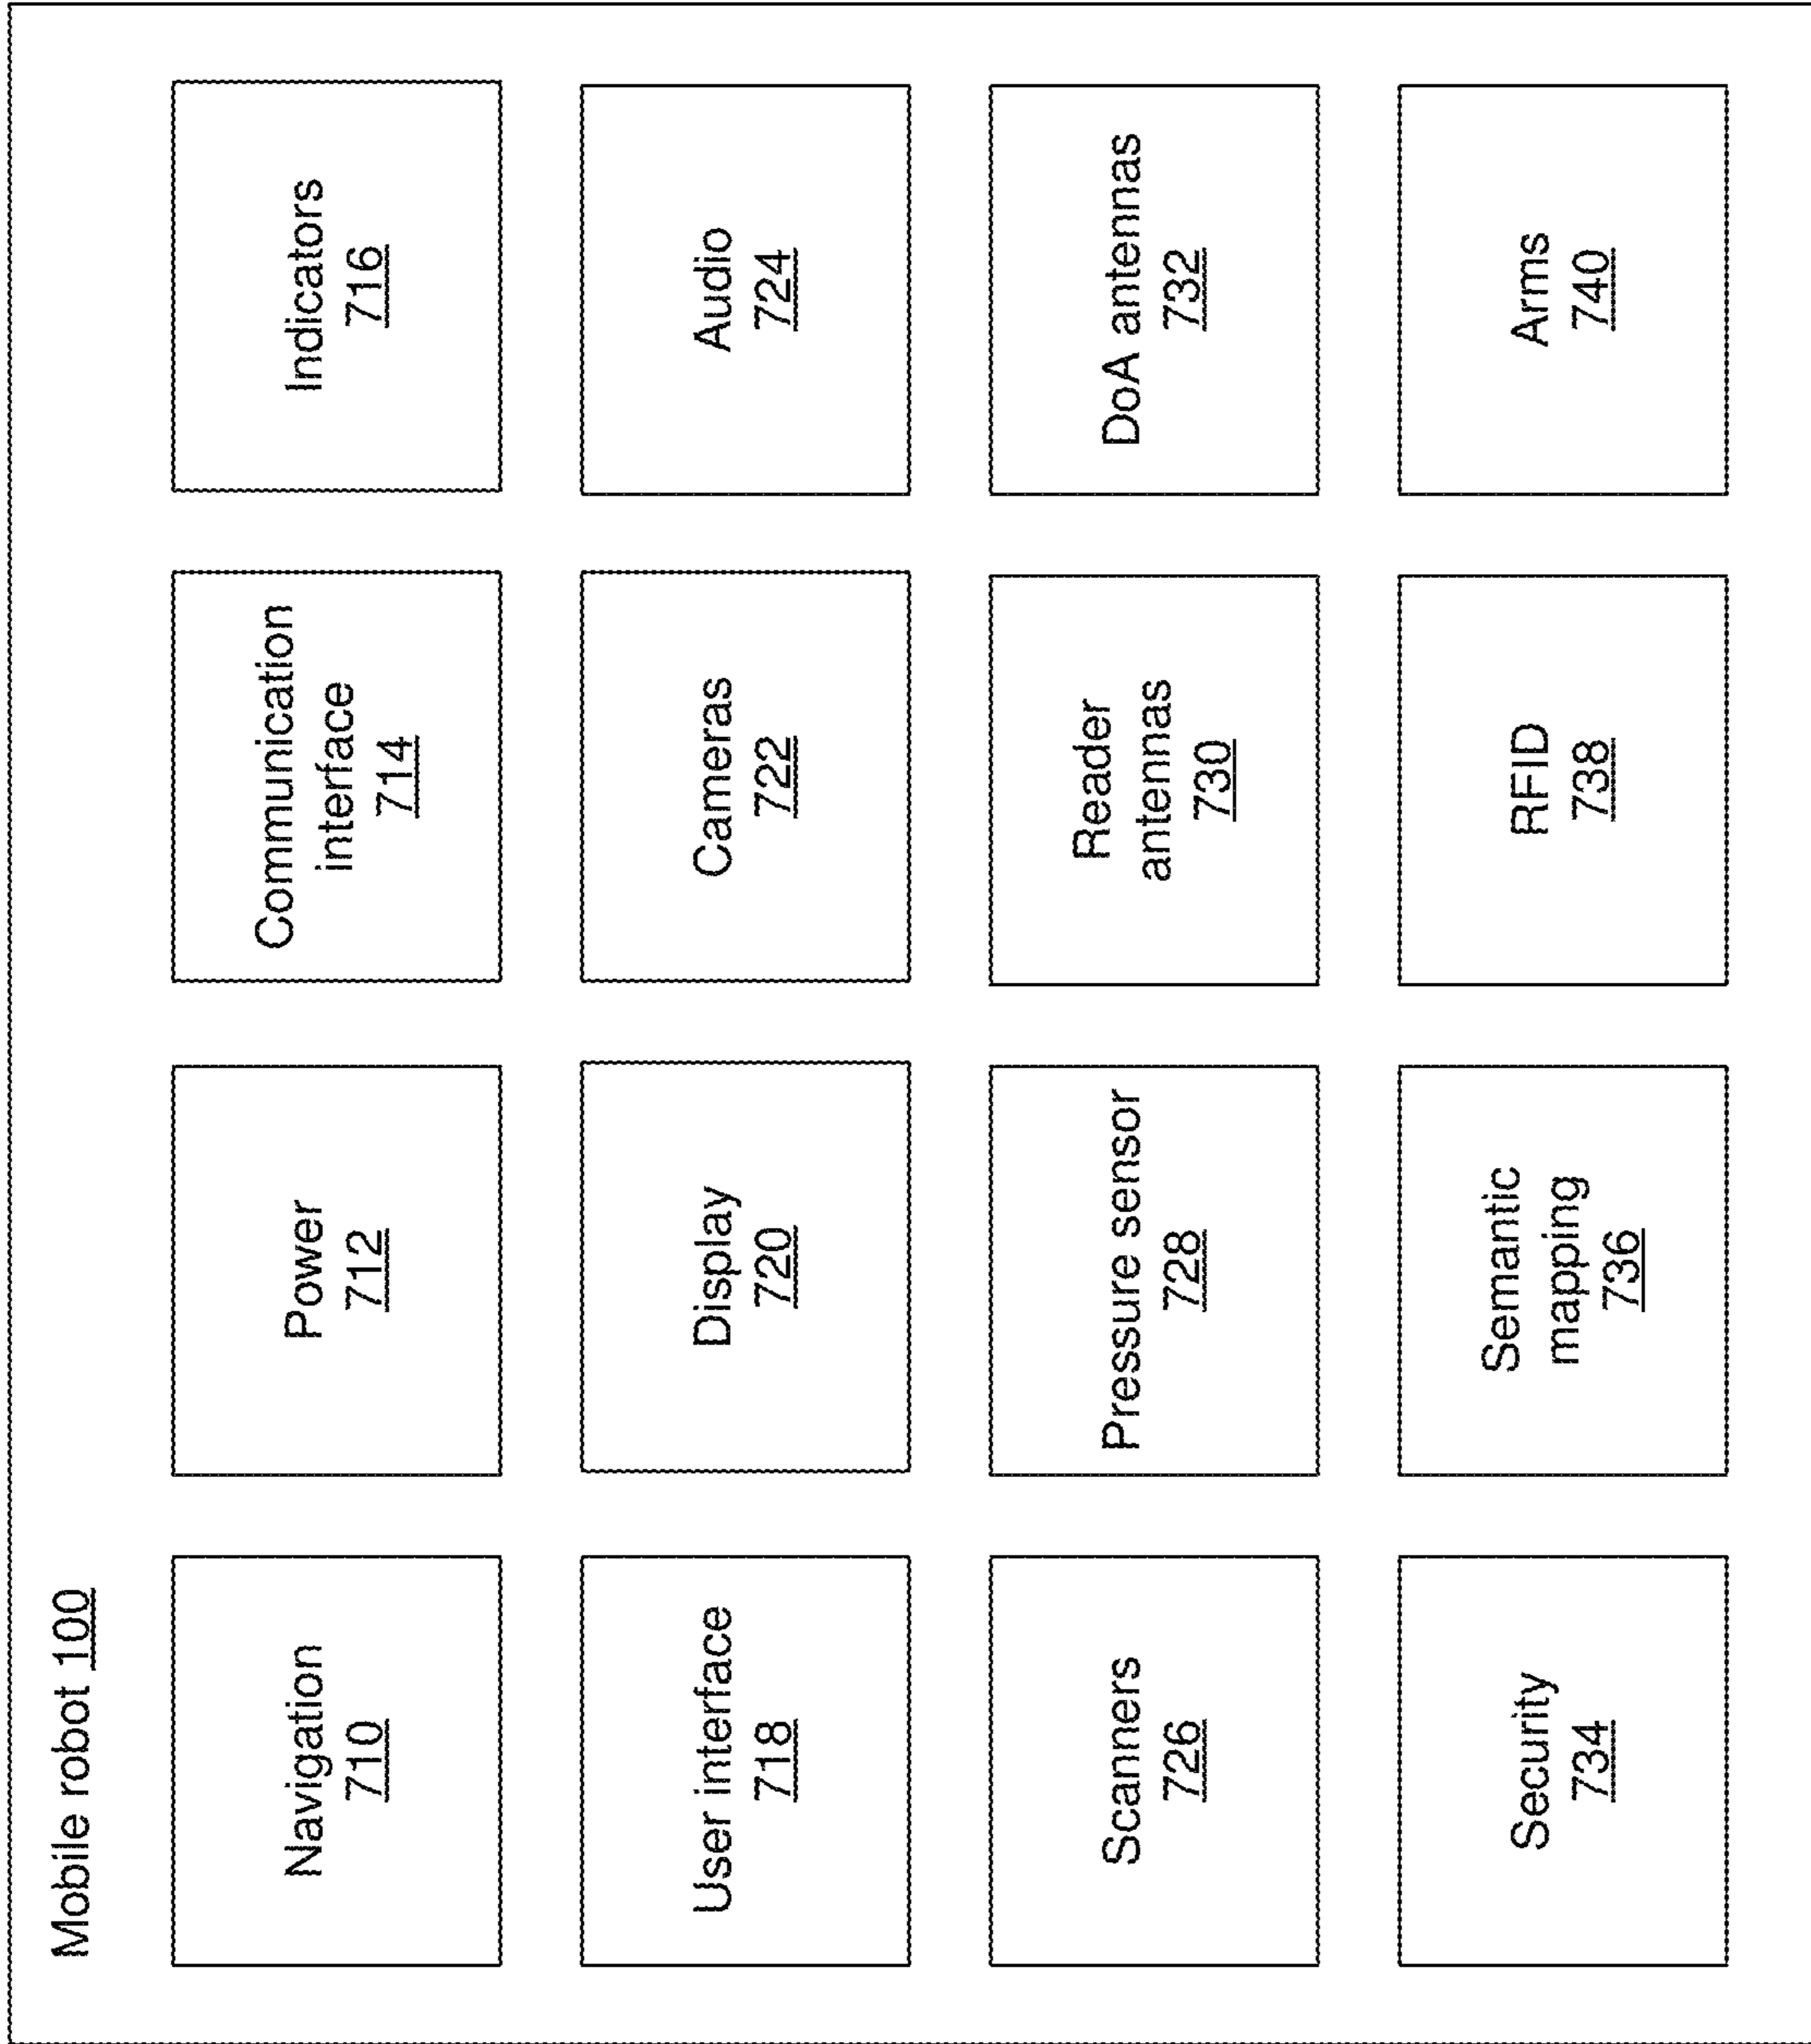 Mobile robot 100
Navigation
710
Power
712
Communication
interface
714
Indicators
716
User interface
718
Display
720
Cameras
722
Audio
724
Scanners
726
Pressure sensor
728
Reader
antennas
730
DoA antennas
732
Security
734
Semantic
mapping
736
RFID
738
Arms
740